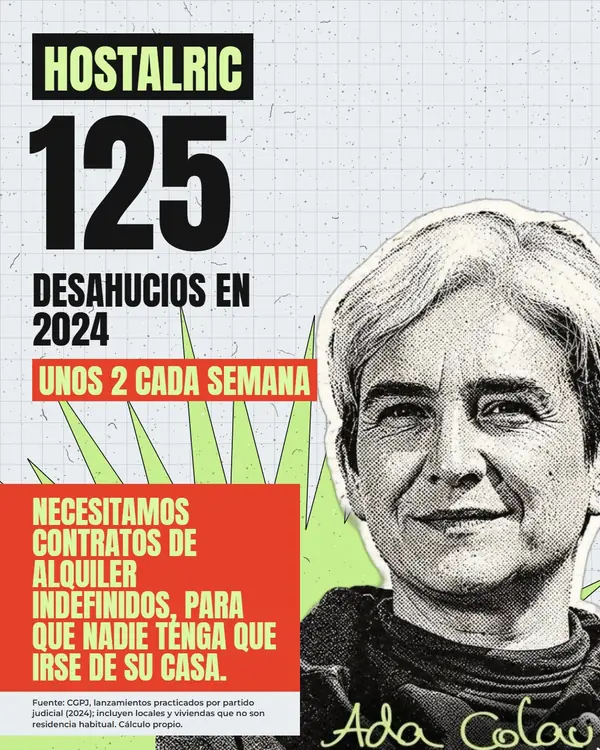 HOSTALRIC
125
DESAHUCIOS EN
2024
UNOS 2 CADA SEMANA
NECESITAMOS
CONTRATOS DE
ALQUILER
INDEFINIDOS, PARA
QUE NADIE TENGA QUE
IRSE DE SU CASA.
Fuente: CGPJ, lanzamientos practicados por partido
judicial (2024); incluyen locales y viviendas que no son
residencia habitual. Cálculo propio.
Ada Colau